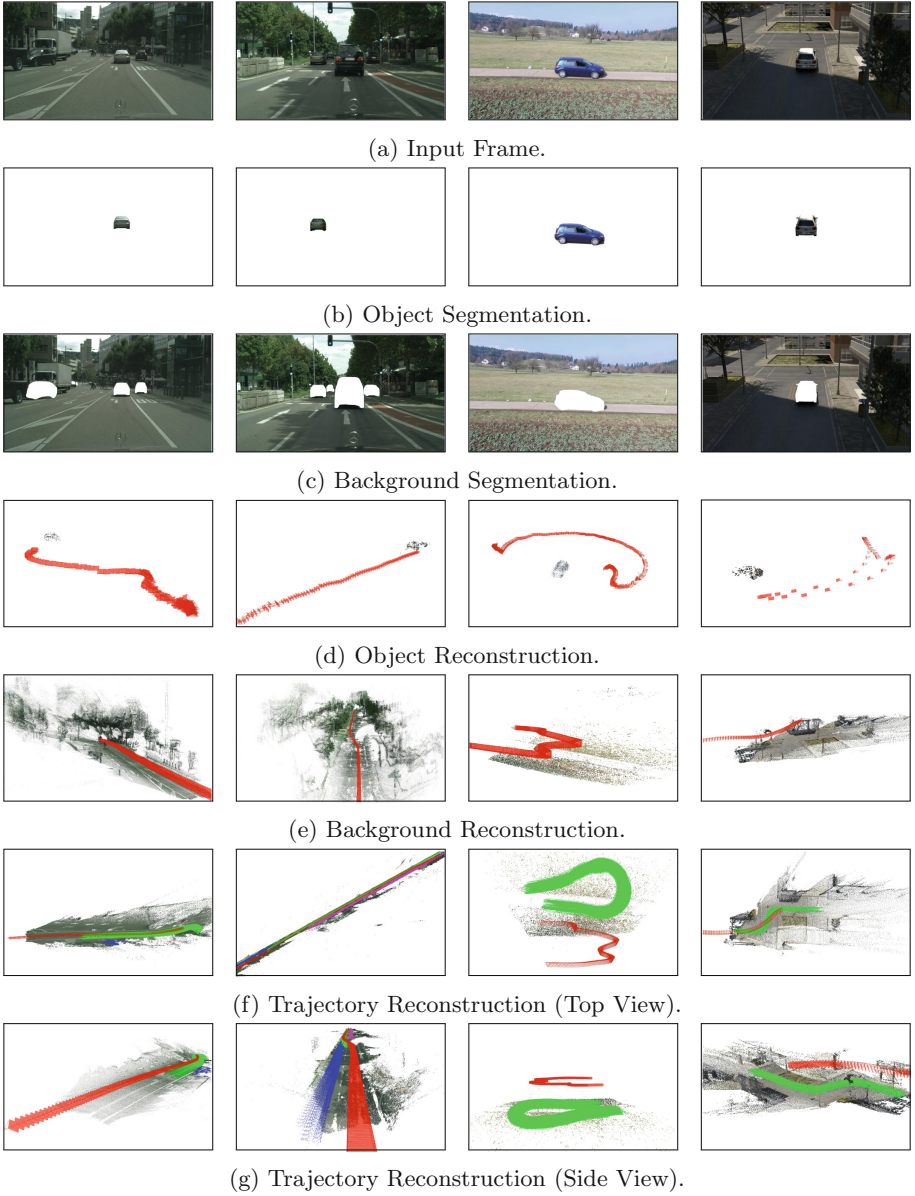 (a) Input Frame.
(b) Object Segmentation.
(c) Background Segmentation.
(d) Object Reconstruction.
(e) Background Reconstruction.
(f) Trajectory Reconstruction (Top View).
(g) Trajectory Reconstruction (Side View).